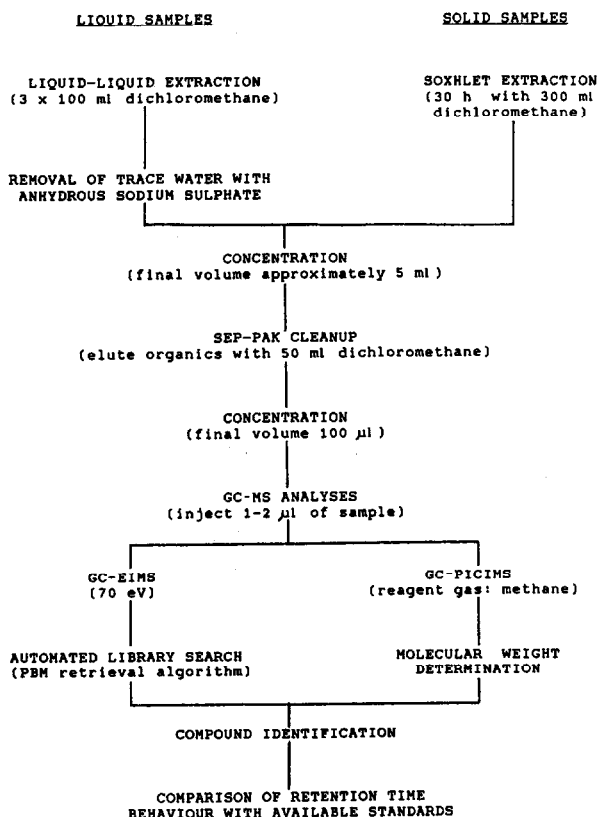 LIQUID SAMPLES
SOLID SAMPLES
LIQUID-LIQUID EXTRACTION
(3 x 100 ml dichloromethane)
SOXHLET EXTRACTION
(30 h with 300 ml
dichloromethane)
REMOVAL OF TRACE WATER WITH
ANHYDROUS SODIUM SULPHATE
CONCENTRATION
(final volume approximately 5 ml)
SEP-PAK CLEANUP
(elute organics with 50 ml dichloromethane)
CONCENTRATION
(final volume 100 µl)
GC-MS ANALYSES
(inject 1-2 µl of sample)
GC-EIMS
(70 eV)
GC-PICIMS
(reagent gas: methane)
AUTOMATED LIBRARY SEARCH
(PBM retrieval algorithm)
MOLECULAR WEIGHT
DETERMINATION
COMPOUND IDENTIFICATION
COMPARISON OF RETENTION TIME
BEHAVIOUR WITH AVAILABLE STANDARDS